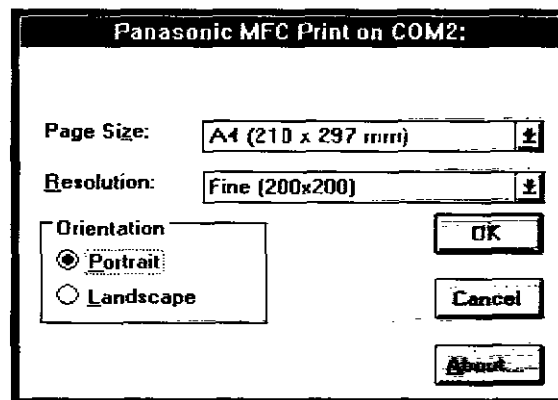 Panasonic MFC Print on COM2:
Page Size: A4 (210 x 297 mm)
Resolution: Fine (200x200)
Orientation
Portrait
Landscape
OK
Cancel
About...